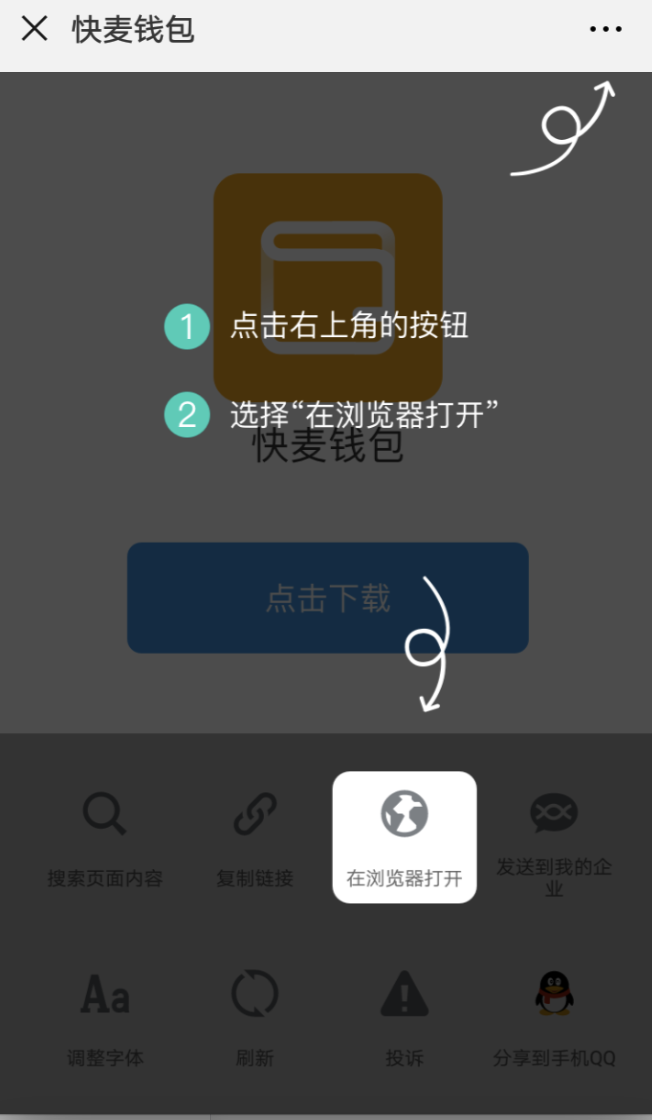 快麦钱包
1 点击右上角的按钮
2 选择“在浏览器打开”
快麦钱包
点击下载
搜索页面内容
复制链接
在浏览器打开
发送到我的企
业
Aa
调整字体
刷新
投诉
分享到手机QQ